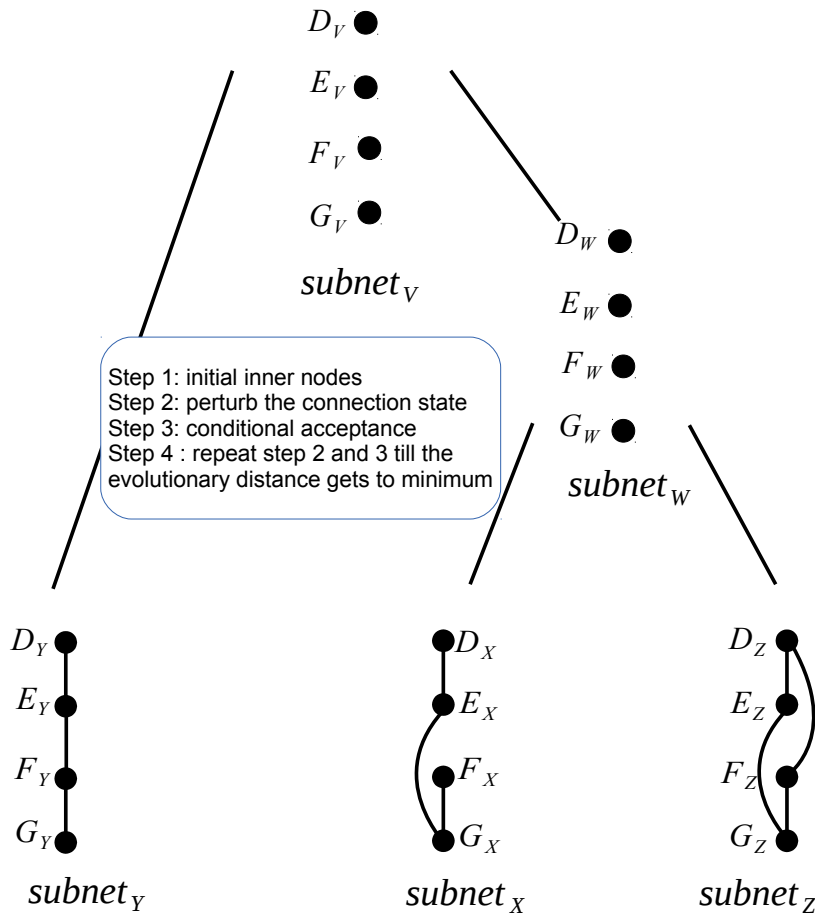 D_V
E_V
F_V
G_V
subnet_V
D_W
E_W
F_W
G_W
subnet_W
Step 1: initial inner nodes
Step 2: perturb the connection state
Step 3: conditional acceptance
Step 4 : repeat step 2 and 3 till the
evolutionary distance gets to minimum
D_Y
E_Y
F_Y
G_Y
subnet_Y
D_X
E_X
F_X
G_X
subnet_X
D_Z
E_Z
F_Z
G_Z
subnet_Z